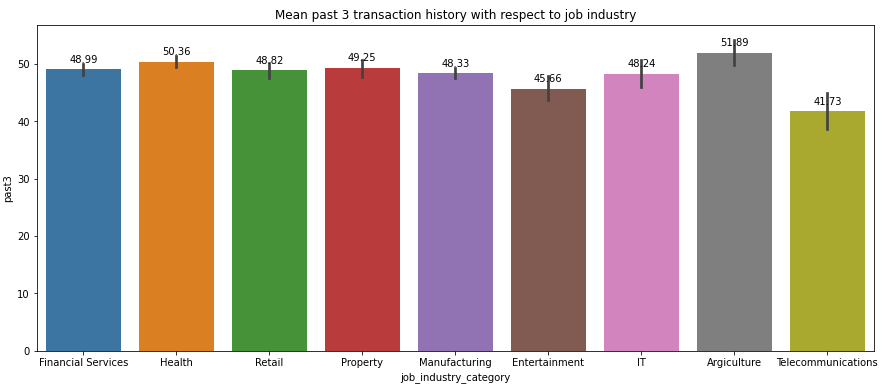 Mean past 3 transaction history with respect to job industry
past3
50
40
30
20
10
0
48.99
50.36
48.82
49.25
48.33
45.66
48.24
51.89
41.73
Financial Services
Health
Retail
Property
Manufacturing
Entertainment
IT
Argiculture
Telecommunications
job_industry_category